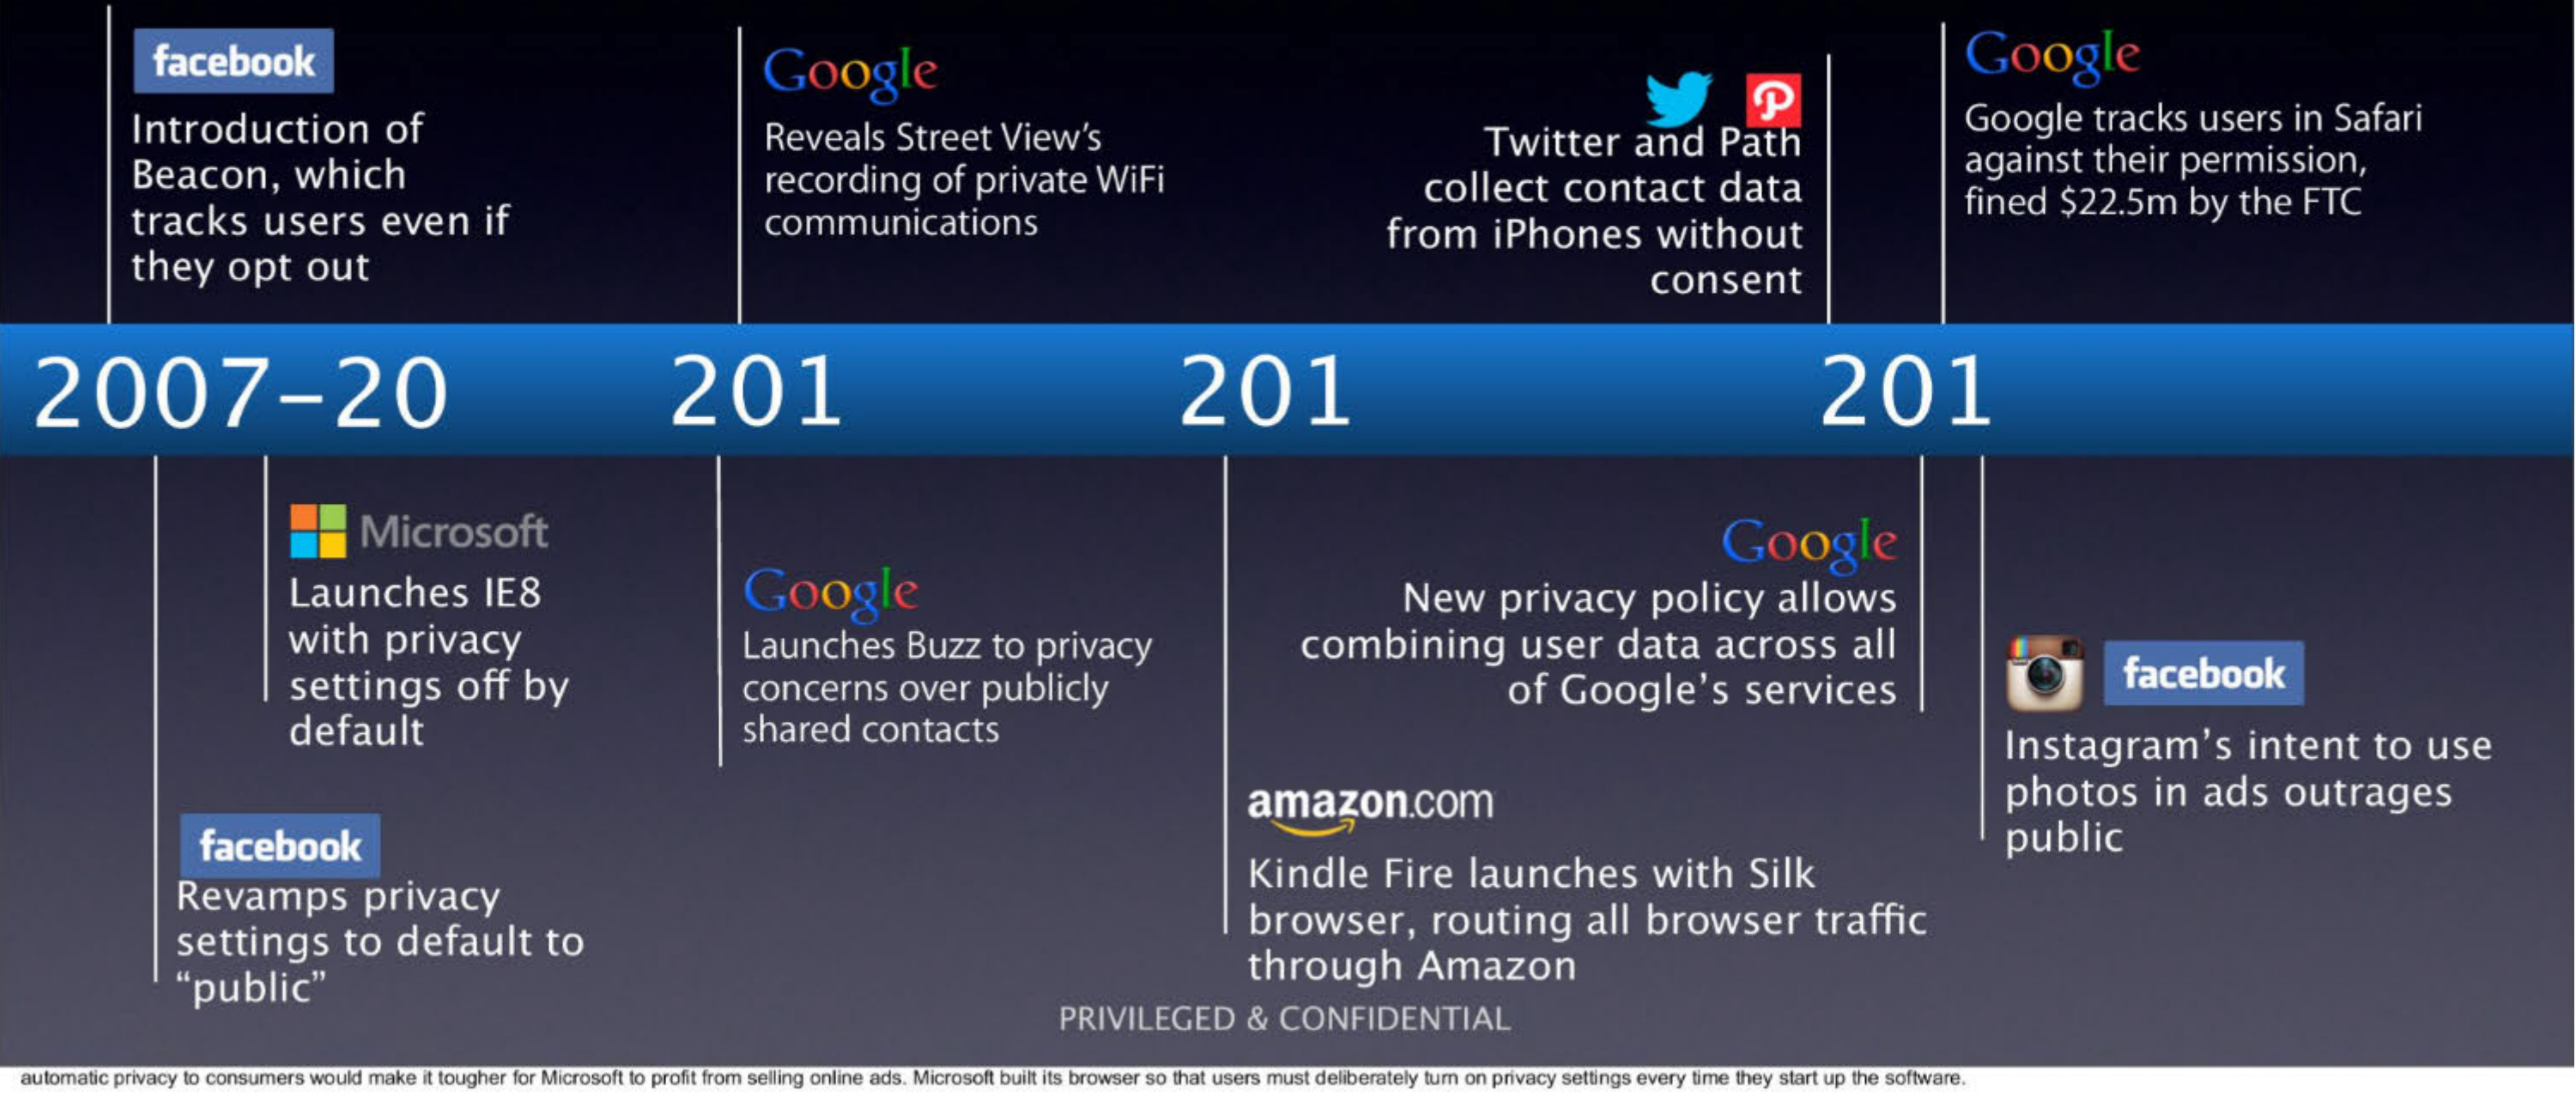 facebook
Introduction of
Beacon, which
tracks users even if
they opt out
Google
Reveals Street View's
recording of private WiFi
communications
Twitter and Path
collect contact data
from iPhones without
consent
Google
Google tracks users in Safari
against their permission,
fined $22.5m by the FTC
2007-20 201 201 201
Microsoft
Launches IE8
with privacy
settings off by
default
facebook
Revamps privacy
settings to default to
“public”
Google
Launches Buzz to privacy
concerns over publicly
shared contacts
Google
New privacy policy allows
combining user data across all
of Google’s services
amazon.com
Kindle Fire launches with Silk
browser, routing all browser traffic
through Amazon
facebook
Instagram’s intent to use
photos in ads outrages
public
PRIVILEGED & CONFIDENTIAL
automatic privacy to consumers would make it tougher for Microsoft to profit from selling online ads. Microsoft built its browser so that users must deliberately turn on privacy settings every time they start up the software.